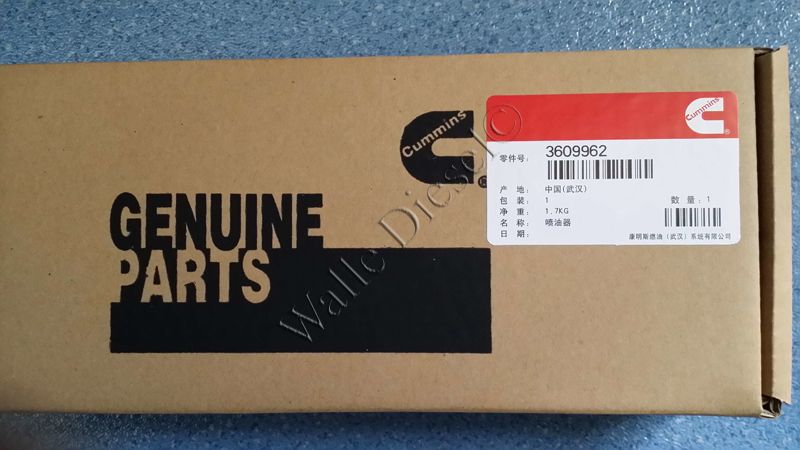 Cummins
®
GENUINE
PARTS
Cummins
®
零件号: 3609962
产 地: 中国(武汉)
包 装: 1
数 量: 1
净 重: 1.7KG
名 称: 喷油器
日 期:
康明斯燃油(武汉)系统有限公司
Walle Diesel©